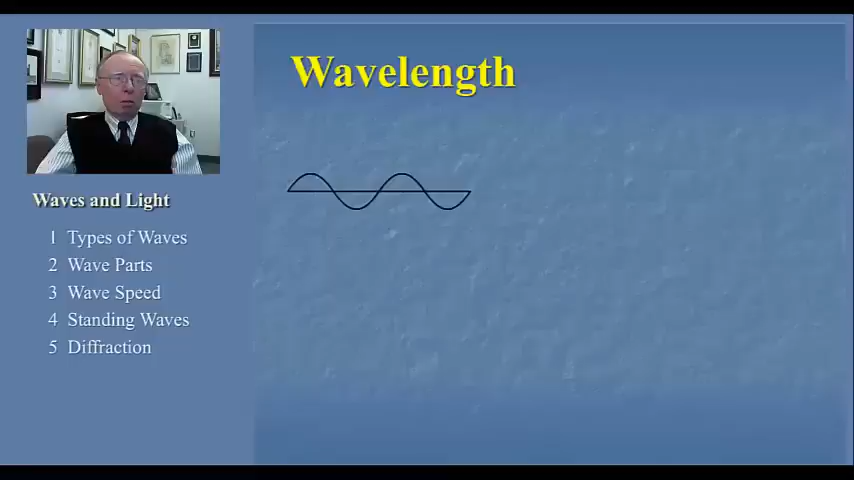 Wavelength
Waves and Light
1 Types of Waves
2 Wave Parts
3 Wave Speed
4 Standing Waves
5 Diffraction